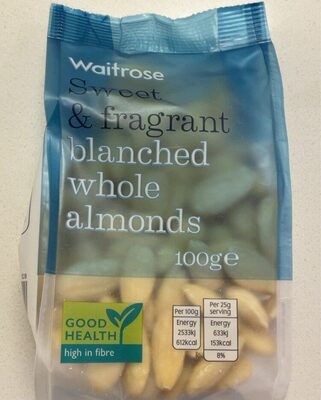 Waitrose
Sweet
& fragrant
blanched
whole
almonds
100g℮
GOOD
HEALTH
high in fibre
Per 100g
Energy
2533kJ
612kcal
Per 25g
serving
Energy
633kJ
153kcal
8%